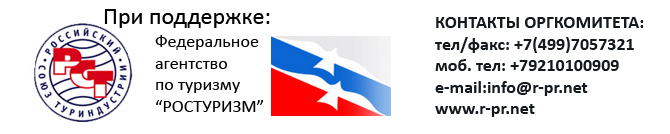 При поддержке:
РОССИЙСКИЙ
РСТ
СОЮЗ ТУРИНДУСТРИИ
Федеральное
агентство
по туризму
“РОСТУРИЗМ”
КОНТАКТЫ ОРГКОМИТЕТА:
тел/факс: +7(499)7057321
моб. тел: +79210100909
e-mail:info@r-pr.net
www.r-pr.net